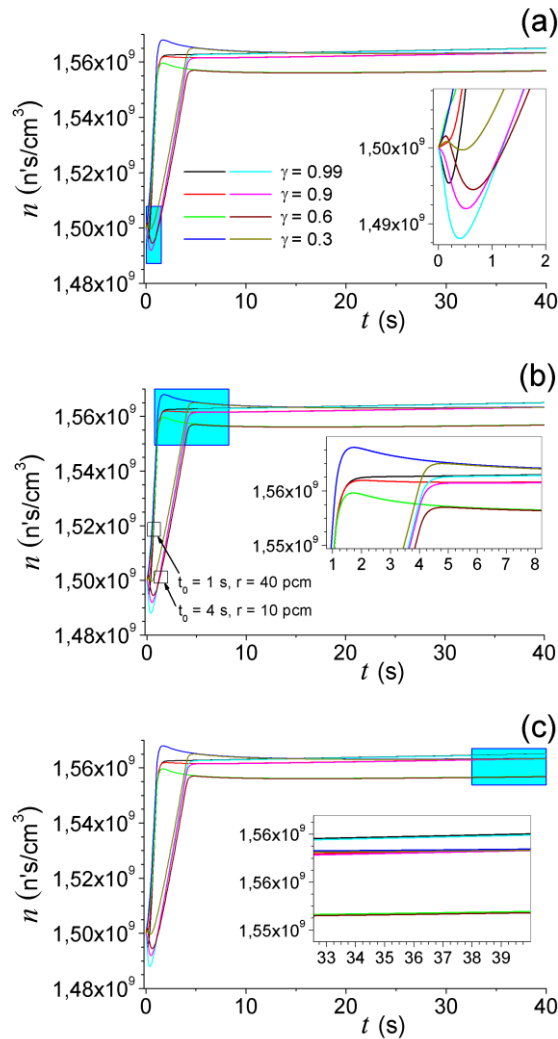 (a)
1,56x10⁹
1,54x10⁹
1,52x10⁹
1,50x10⁹
1,48x10⁹
n (n's/cm³)
γ = 0.99
γ = 0.9
γ = 0.6
γ = 0.3
1,50x10⁹
1,49x10⁹
0 1 2
0 10 20 30 40
t (s)
(b)
1,56x10⁹
1,54x10⁹
1,52x10⁹
1,50x10⁹
1,48x10⁹
n (n's/cm³)
1,56x10⁹
1,55x10⁹
1 2 3 4 5 6 7 8
t₀ = 1 s, r = 40 pcm
t₀ = 4 s, r = 10 pcm
0 10 20 30 40
t (s)
(c)
1,56x10⁹
1,54x10⁹
1,52x10⁹
1,50x10⁹
1,48x10⁹
n (n's/cm³)
1,56x10⁹
1,56x10⁹
1,55x10⁹
33 34 35 36 37 38 39
0 10 20 30 40
t (s)